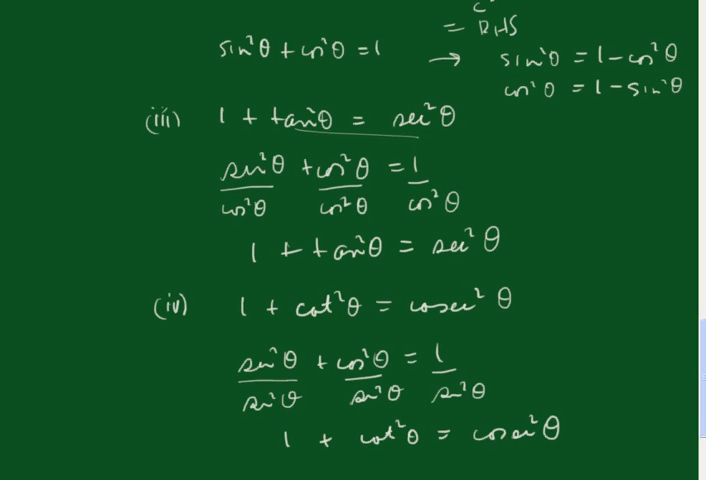 = RHS
sin²θ + cos²θ = 1 → sin²θ = 1 - cos²θ
cos²θ = 1 - sin²θ
(iii) 1 + tan²θ = sec²θ
sin²θ/cos²θ + cos²θ/cos²θ = 1/cos²θ
1 + tan²θ = sec²θ
(iv) 1 + cot²θ = cosec²θ
sin²θ/sin²θ + cos²θ/sin²θ = 1/sin²θ
1 + cot²θ = cosec²θ